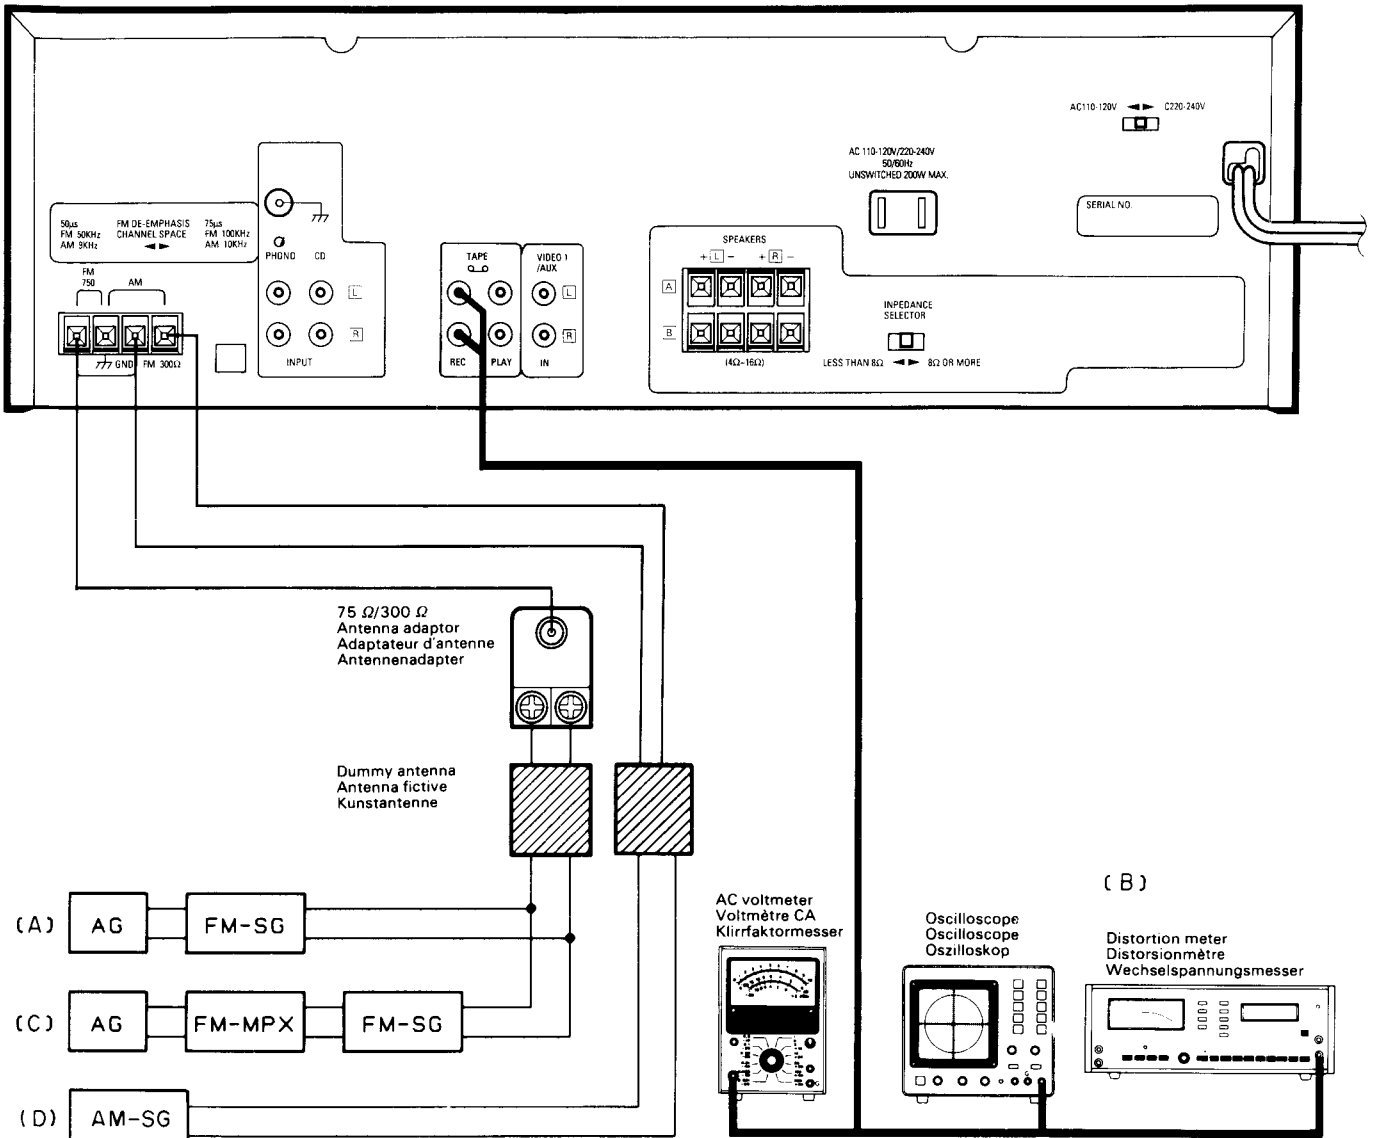 AC110-120V ◄► C220-240V
AC 110-120V/220-240V
50/60Hz
UNSWITCHED 200W MAX.
SERIAL NO.
50µs FM DE-EMPHASIS 75µs
FM 50KHz CHANNEL SPACE FM 100KHz
AM 9KHz ◄► AM 10KHz
FM
750
AM
GND FM 300Ω
PHONO CD
L
R
INPUT
TAPE
REC PLAY
VIDEO 1
/AUX
L
R
IN
SPEAKERS
+ L - + R -
A
B
(4Ω~16Ω)
IMPEDANCE
SELECTOR
LESS THAN 8Ω ◄► 8Ω OR MORE
75 Ω/300 Ω
Antenna adaptor
Adaptateur d'antenne
Antennenadapter
Dummy antenna
Antenna fictive
Kunstantenne
(A) AG FM-SG
(C) AG FM-MPX FM-SG
(D) AM-SG
AC voltmeter
Voltmètre CA
Klirrfaktormesser
Oscilloscope
Oscilloscope
Oszilloskop
(B)
Distortion meter
Distorsionmètre
Wechselspannungsmesser